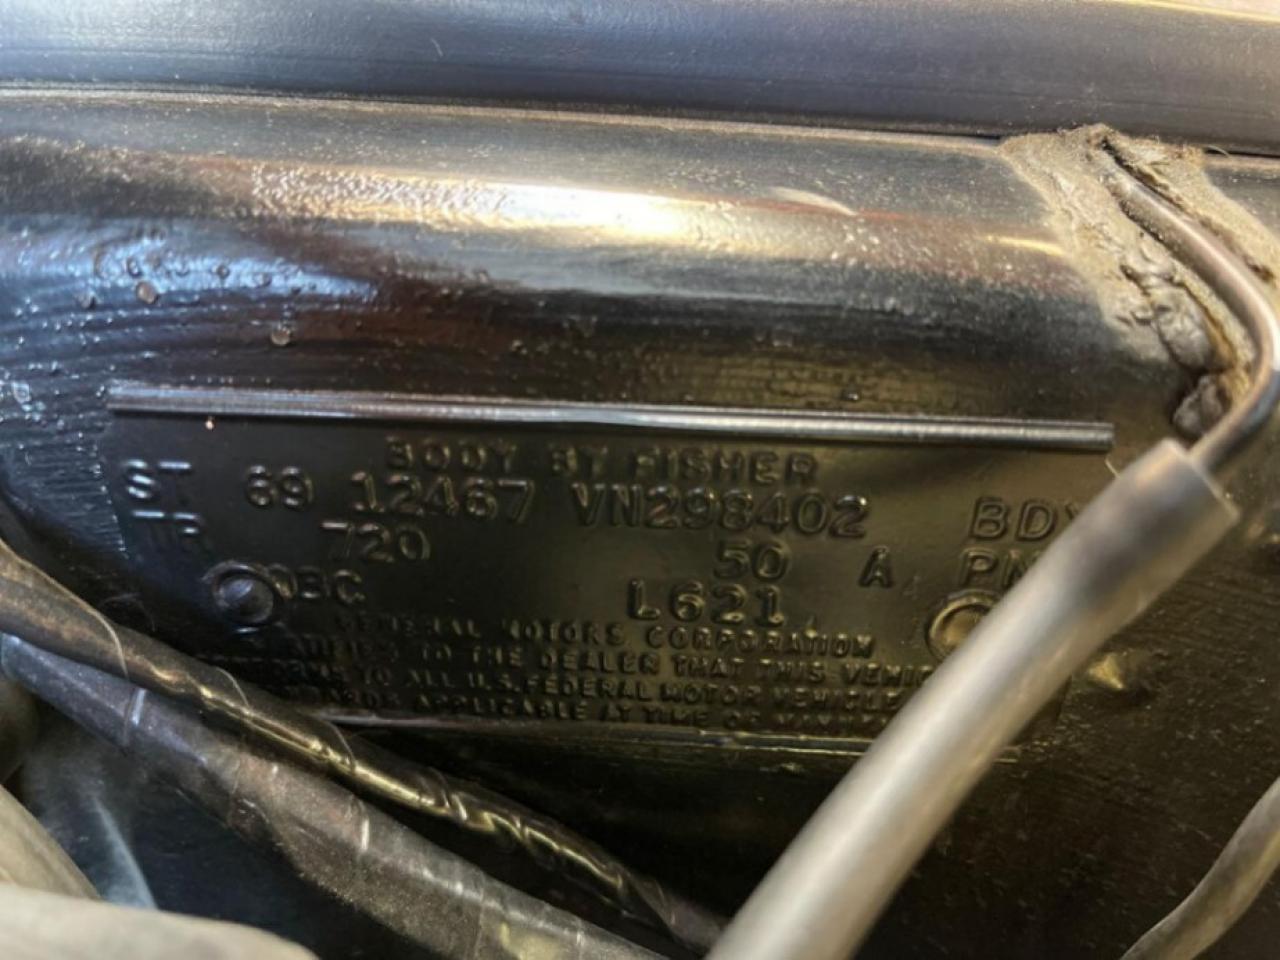 BODY BY FISHER
ST 69 12467 VN298402 BDY
TR 720 50 A PN
L621
GENERAL MOTORS CORPORATION
TO THE DEALER THAT THIS
TO ALL U.S. FEDERAL MOTOR VEHICLE
APPLICABLE AT TIME OF